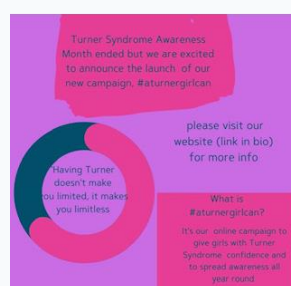 Turner Syndrome Awareness
Month ended but we are excited
to announce the launch of our
new campaign. #aturnergirlcan
please visit our
website (link in bio)
for more info
Having Turner
doesn't make
you limited, it makes
you limitless
What is
#aturnergirlcan?
It's our online campaign to
give girls with Turner
Syndrome confidence and
to spread awareness all
year round